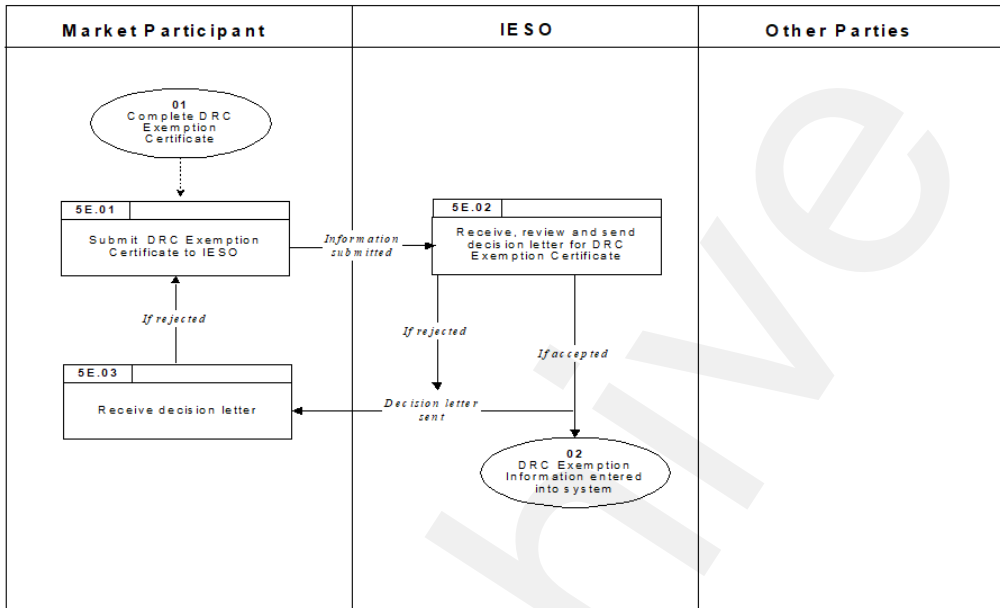 Market Participant
IESO
Other Parties
01
Complete DRC
Exemption
Certificate
5E.01
Submit DRC Exemption
Certificate to IESO
Information
submitted
5E.02
Receive, review and send
decision letter for DRC
Exemption Certificate
If rejected
If rejected
If accepted
5E.03
Receive decision letter
Decision letter
sent
02
DRC Exemption
Information entered
into system
hive